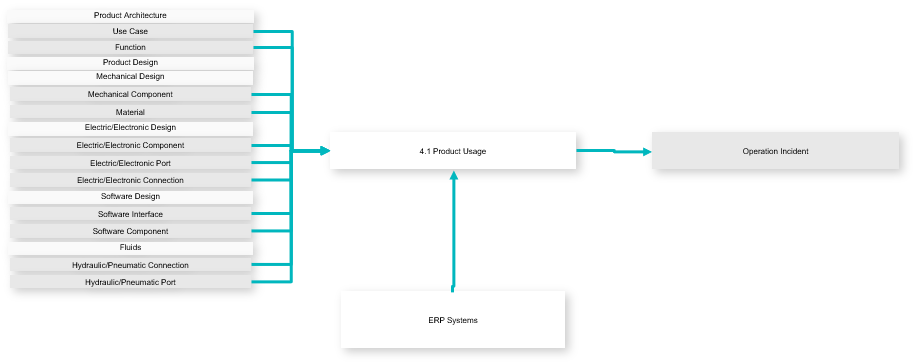 Product Architecture
Use Case
Function
Product Design
Mechanical Design
Mechanical Component
Material
Electric/Electronic Design
Electric/Electronic Component
Electric/Electronic Port
Electric/Electronic Connection
Software Design
Software Interface
Software Component
Fluids
Hydraulic/Pneumatic Connection
Hydraulic/Pneumatic Port
4.1 Product Usage
Operation Incident
ERP Systems